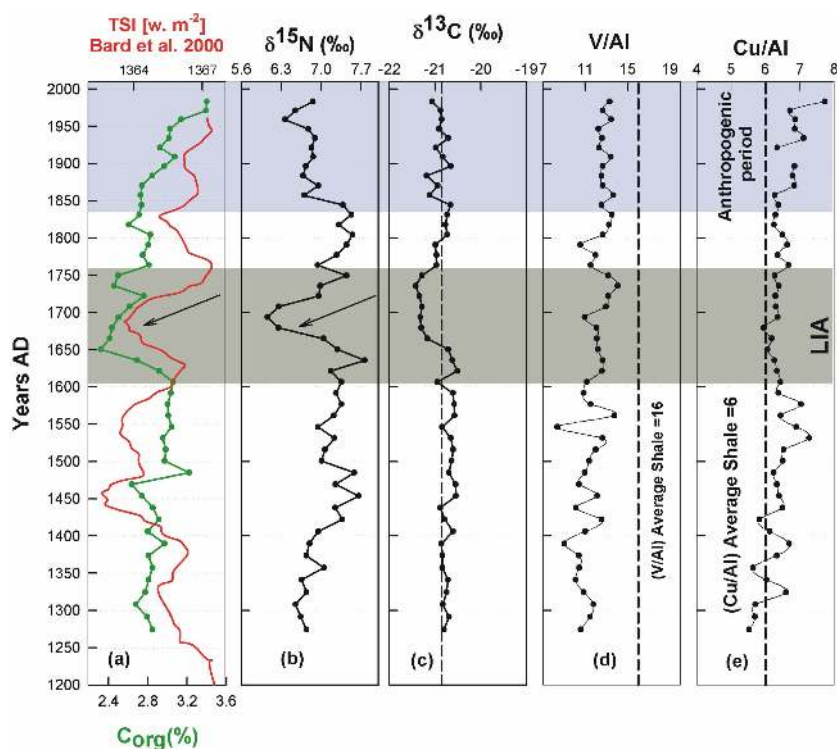 TSI [w. m⁻²]
Bard et al. 2000
δ¹⁵N (‰)
δ¹³C (‰)
V/Al
Cu/Al
1364 1367
5.6 6.3 7.0 7.7
-22 -21 -20 -19
7 11 15 19
4 5 6 7 8
2000
1950
1900
1850
1800
1750
1700
1650
1600
1550
1500
1450
1400
1350
1300
1250
1200
Years AD
Anthropogenic
period
LIA
(V/Al) Average Shale =16
(Cu/Al) Average Shale =6
(a)
(b)
(c)
(d)
(e)
2.4 2.8 3.2 3.6
Corg(%)